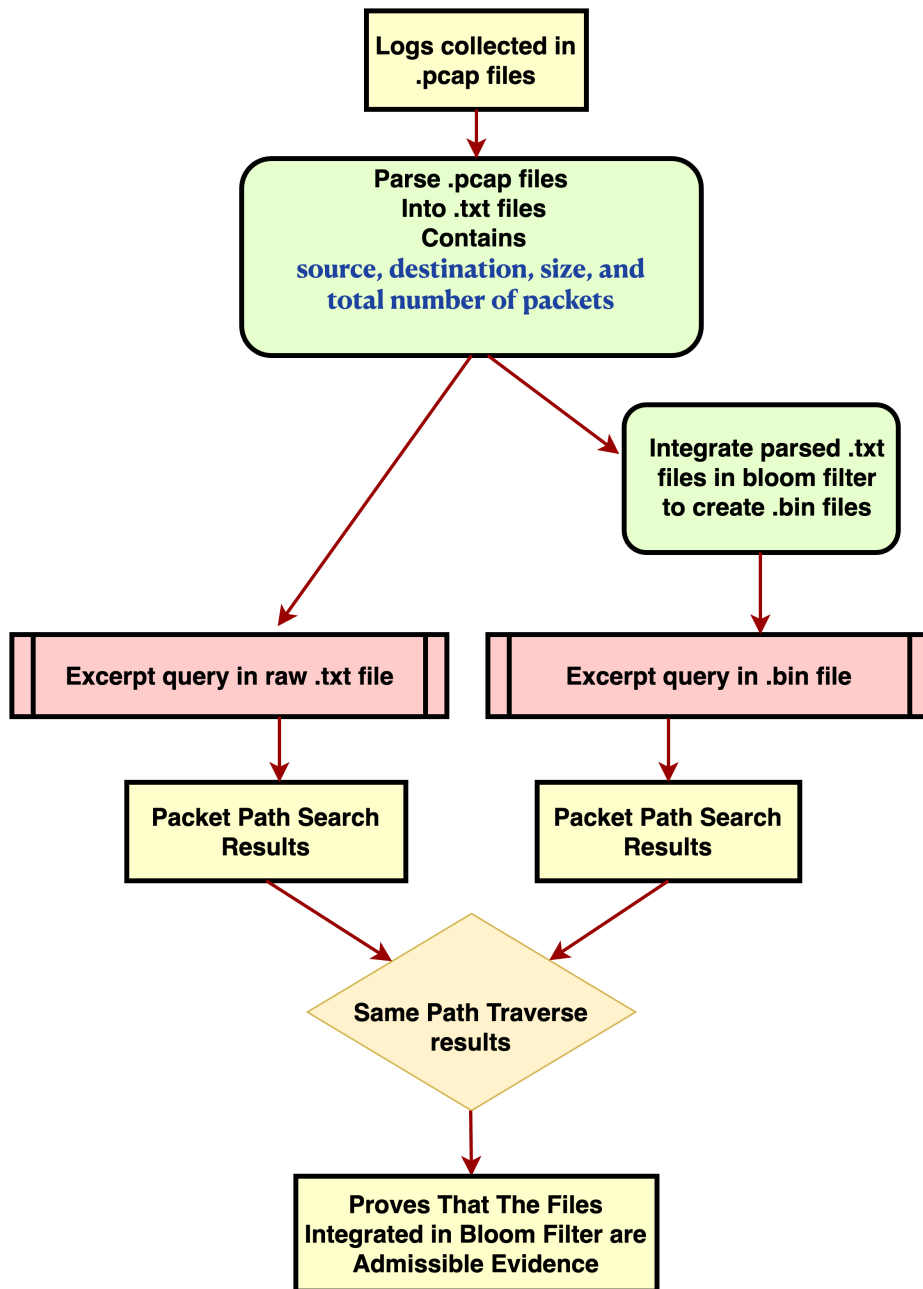 Logs collected in
.pcap files
Parse .pcap files
Into .txt files
Contains
source, destination, size, and
total number of packets
Integrate parsed .txt
files in bloom filter
to create .bin files
Excerpt query in raw .txt file
Excerpt query in .bin file
Packet Path Search
Results
Packet Path Search
Results
Same Path Traverse
results
Proves That The Files
Integrated in Bloom Filter are
Admissible Evidence